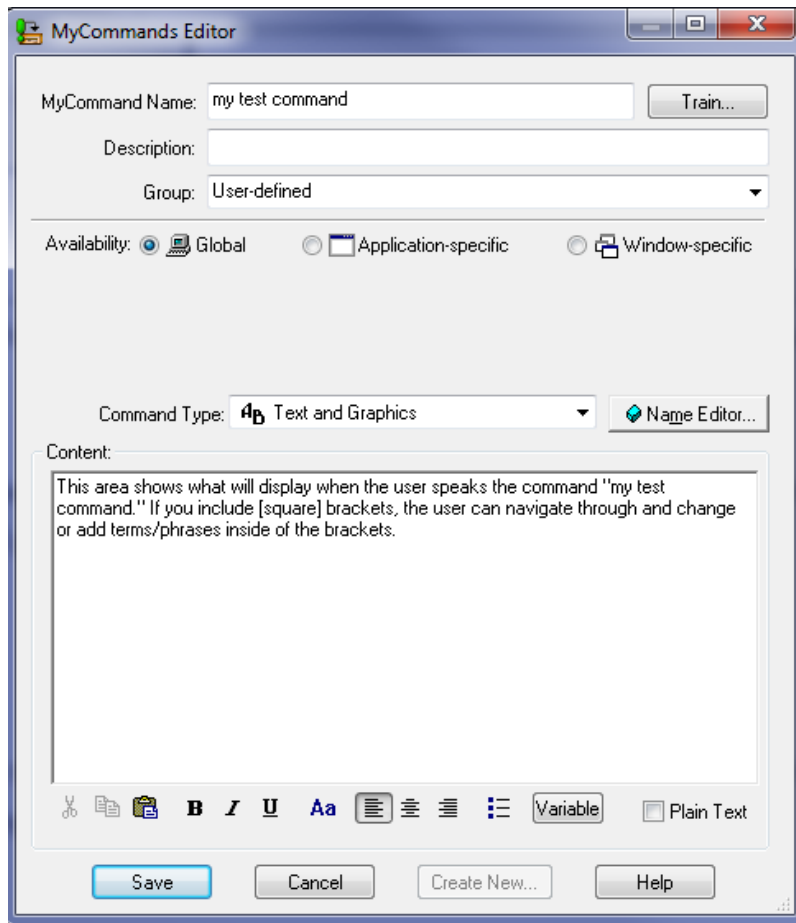 MyCommands Editor
MyCommand Name: my test command Train...
Description:
Group: User-defined
Availability: Global Application-specific Window-specific
Command Type: AB Text and Graphics Name Editor...
Content:
This area shows what will display when the user speaks the command "my test
command." If you include [square] brackets, the user can navigate through and change
or add terms/phrases inside of the brackets.
B I U Aa Variable Plain Text
Save Cancel Create New... Help